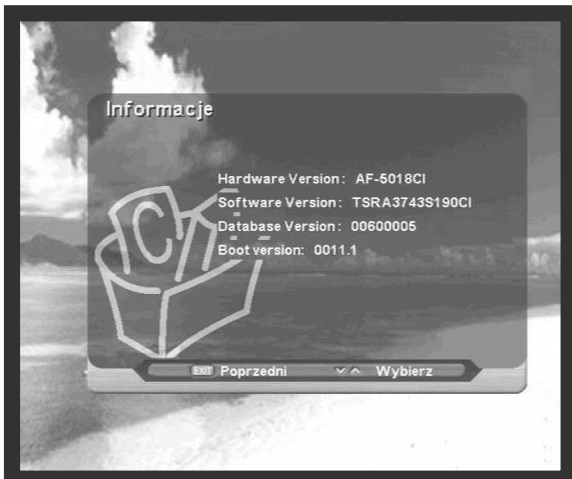 Informacje
Hardware Version: AF-5018CI
Software Version: TSRA3743S190CI
Database Version: 00600005
Boot version: 0011.1
EXIT Poprzedni Wybierz